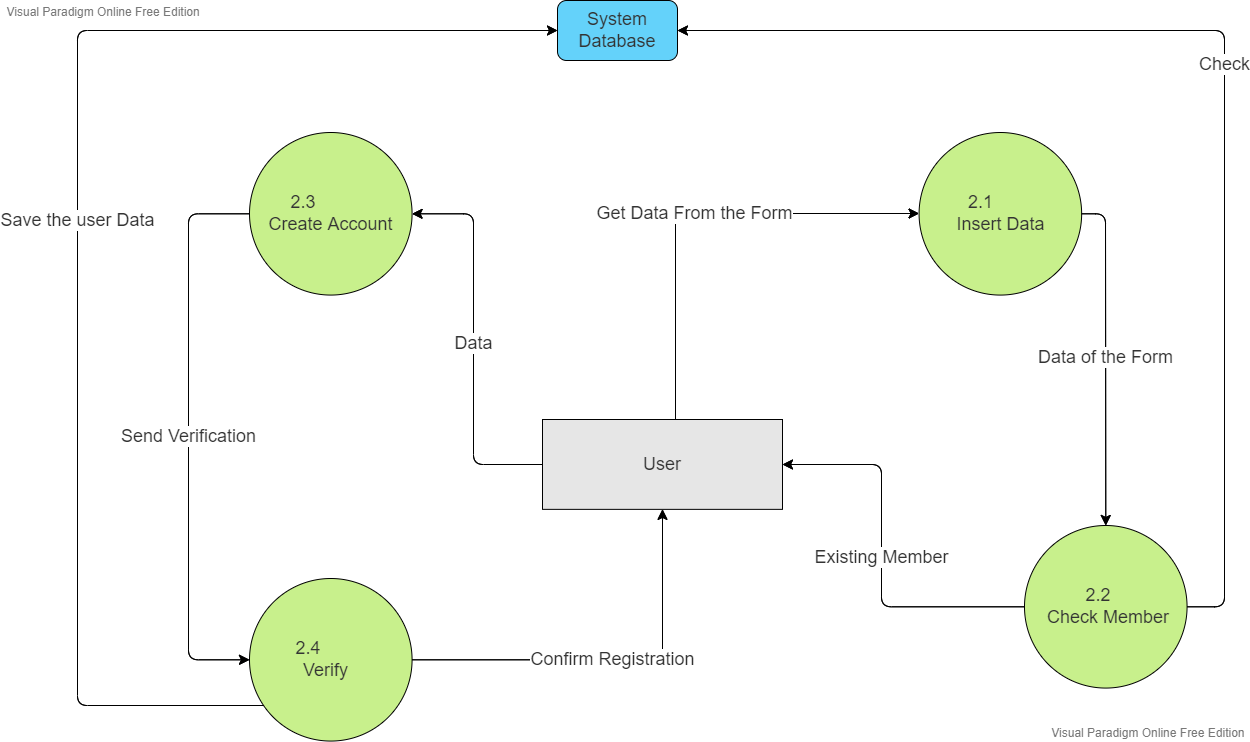 Visual Paradigm Online Free Edition
System
Database
Check
2.3
Create Account
2.1
Insert Data
Save the user Data
Get Data From the Form
Data
Data of the Form
Send Verification
User
Existing Member
2.2
Check Member
2.4
Verify
Confirm Registration
Visual Paradigm Online Free Edition